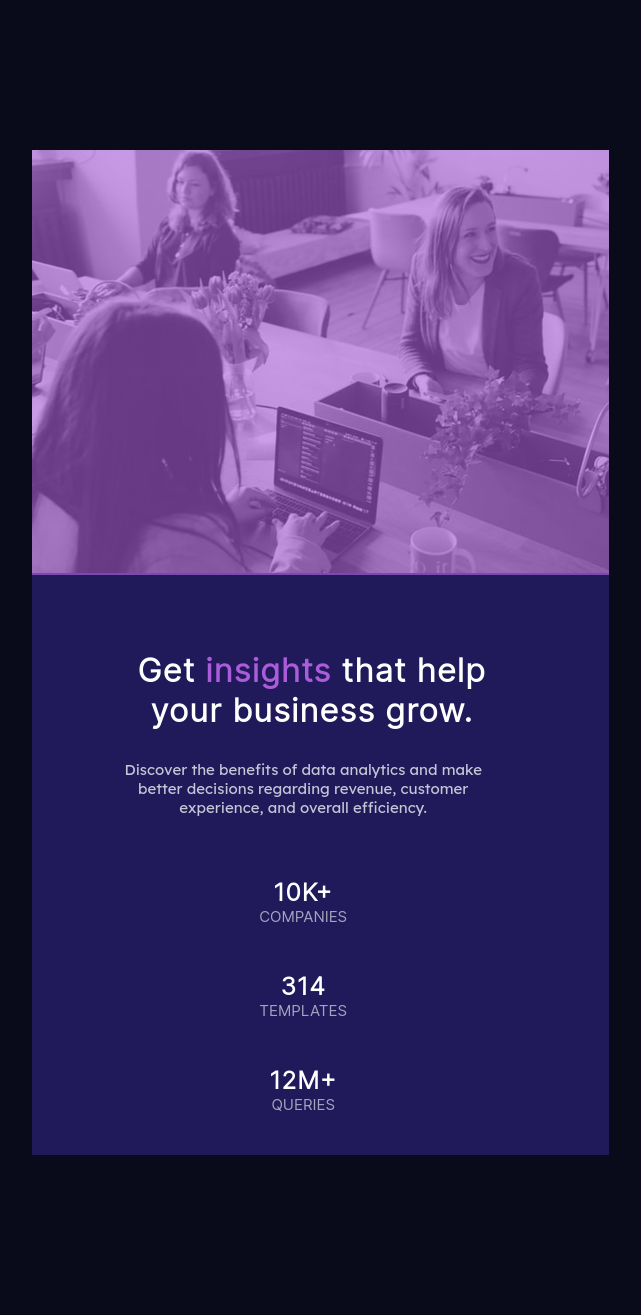 Get insights that help
your business grow.
Discover the benefits of data analytics and make
better decisions regarding revenue, customer
experience, and overall efficiency.
10K+
COMPANIES
314
TEMPLATES
12M+
QUERIES